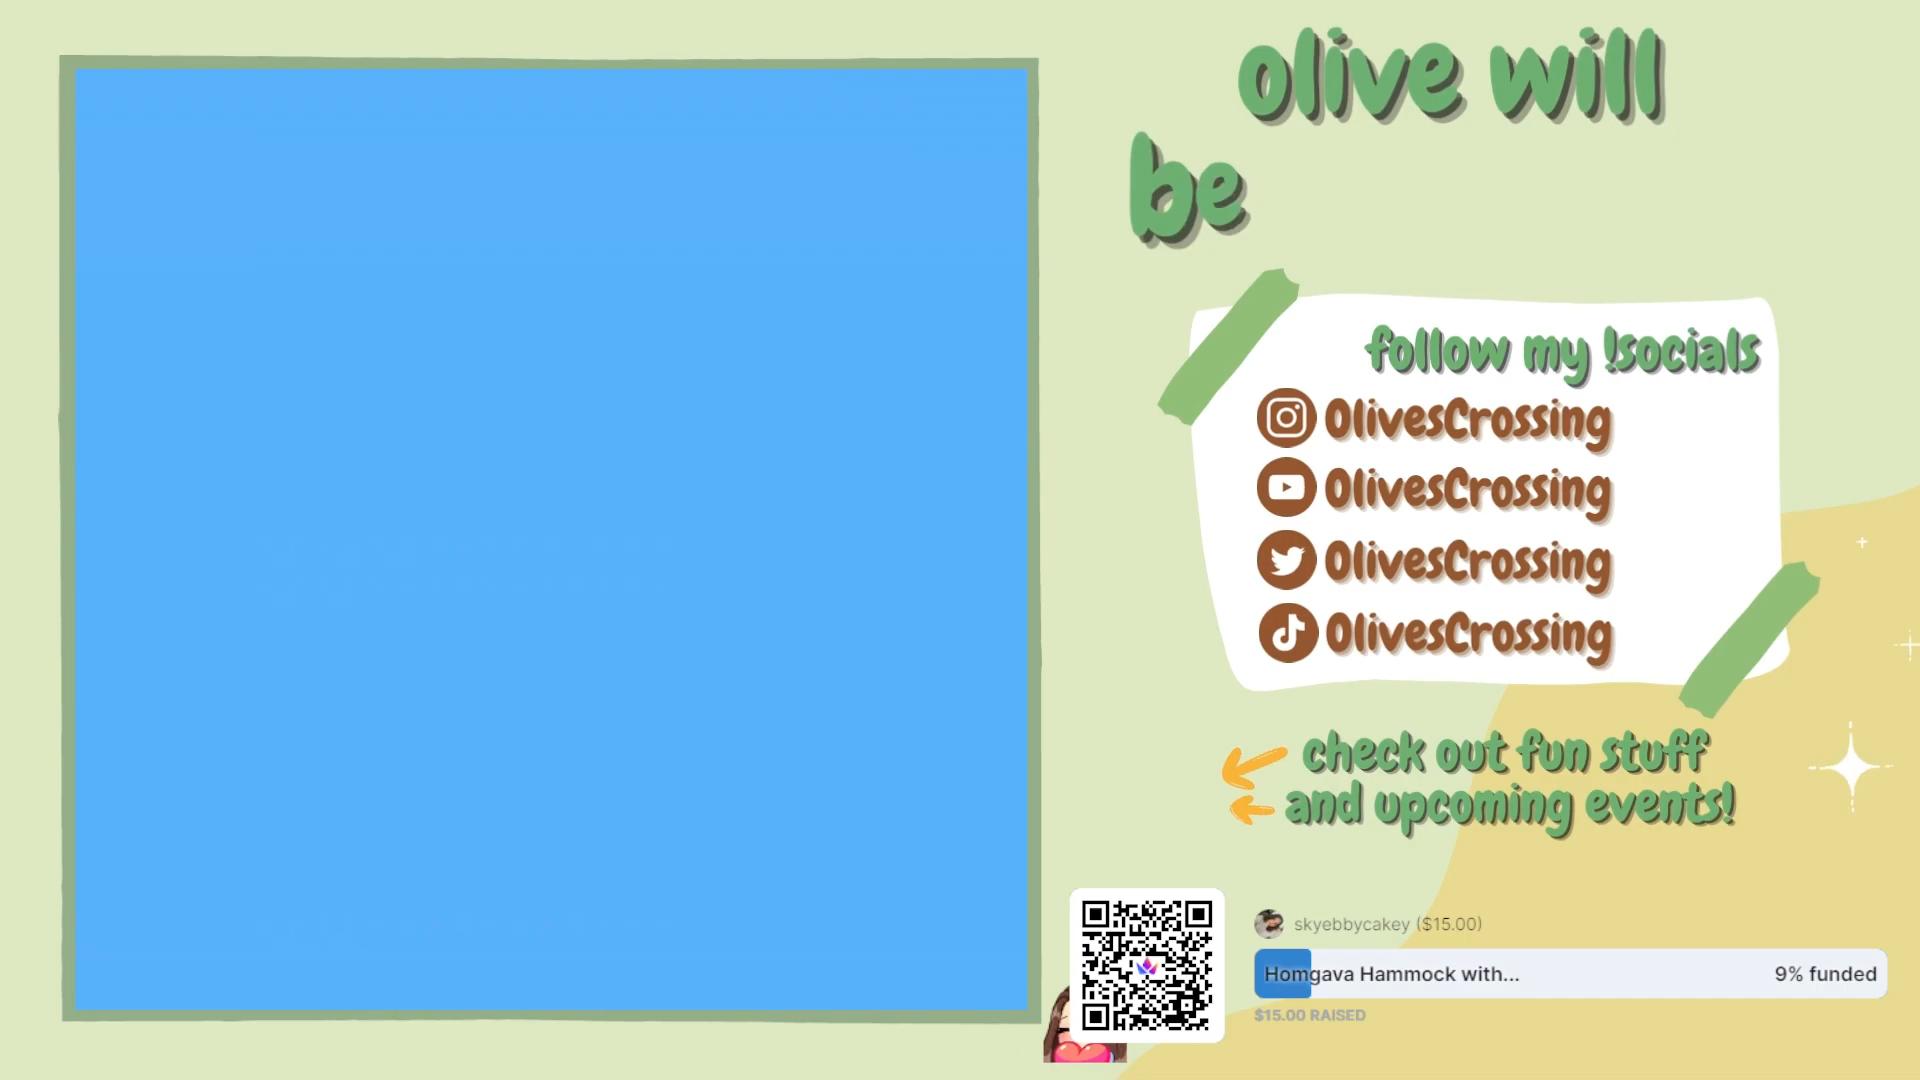 olive will
be
follow my !socials
OlivesCrossing
OlivesCrossing
OlivesCrossing
OlivesCrossing
check out fun stuff
and upcoming events!
skyebbycakey ($15.00)
Homgava Hammock with...
9% funded
$15.00 RAISED